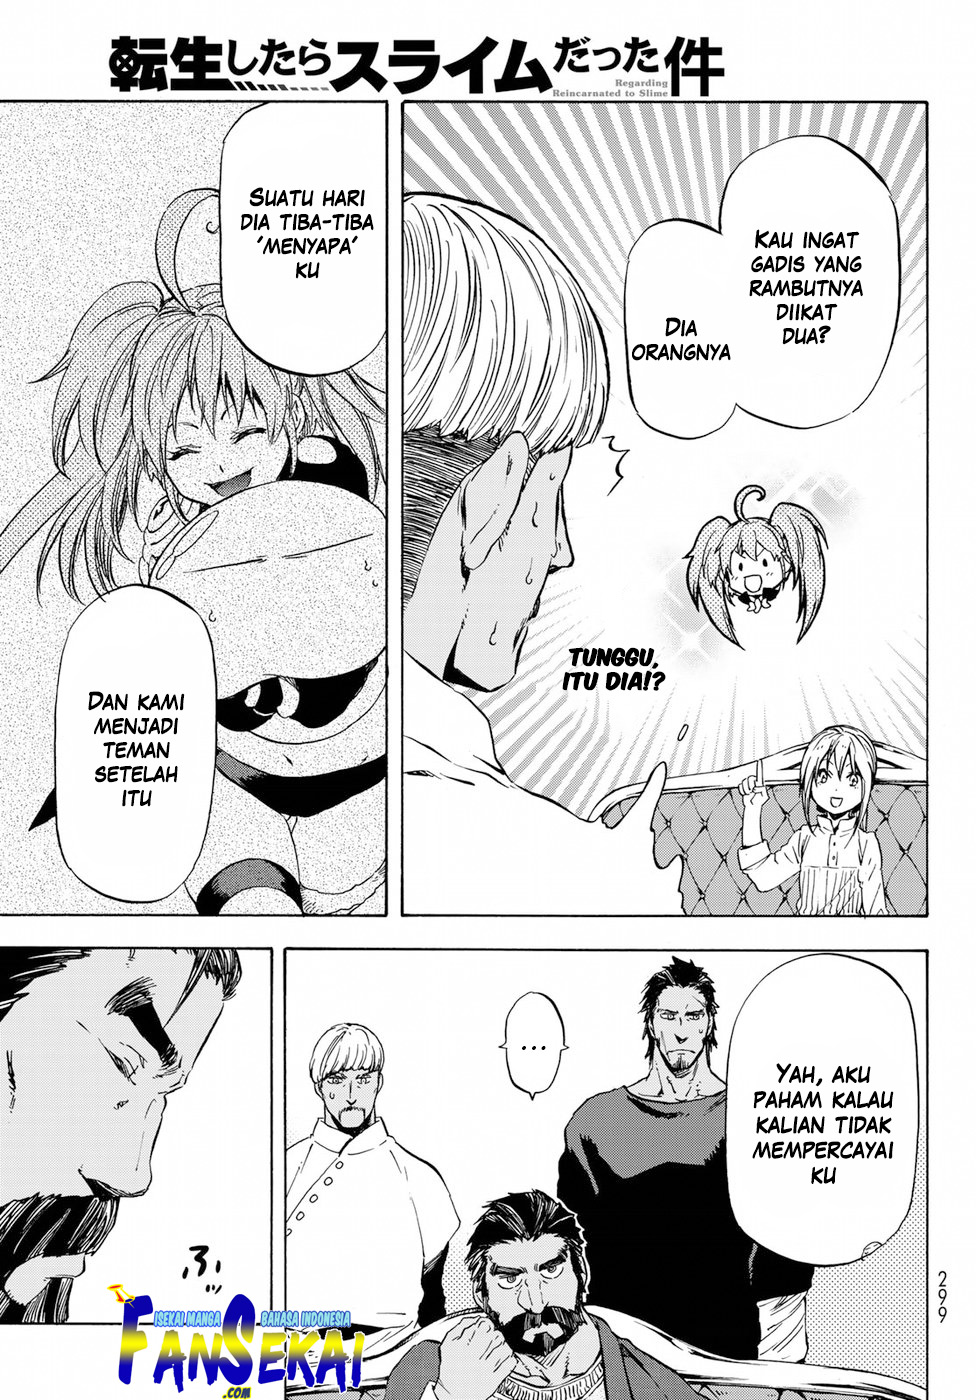 転生したらスライムだった件
Regarding
Reincarnated to Slime
KAU INGAT
GADIS YANG
RAMBUTNYA
DIIKAT
DUA?
DIA
ORANGNYA
TUNGGU,
ITU DIA!?
SUATU HARI
DIA TIBA-TIBA
'MENYAPA'
KU
DAN KAMI
MENJADI
TEMAN
SETELAH
ITU
YAH, AKU
PAHAM KALAU
KALIAN TIDAK
MEMPERCAYAI
KU
...
ふッ
299
ISEKAI MANGA BAHASA INDONESIA
FANSEKAI
.COM